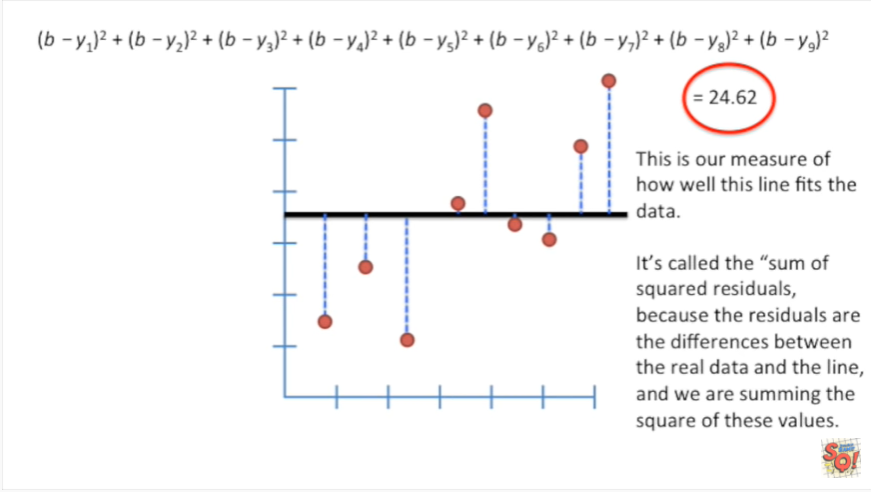 (b – y₁)² + (b – y₂)² + (b – y₃)² + (b – y₄)² + (b – y₅)² + (b – y₆)² + (b – y₇)² + (b – y₈)² + (b – y₉)²
= 24.62
This is our measure of
how well this line fits the
data.
It’s called the “sum of
squared residuals,
because the residuals are
the differences between
the real data and the line,
and we are summing the
square of these values.
SQ!